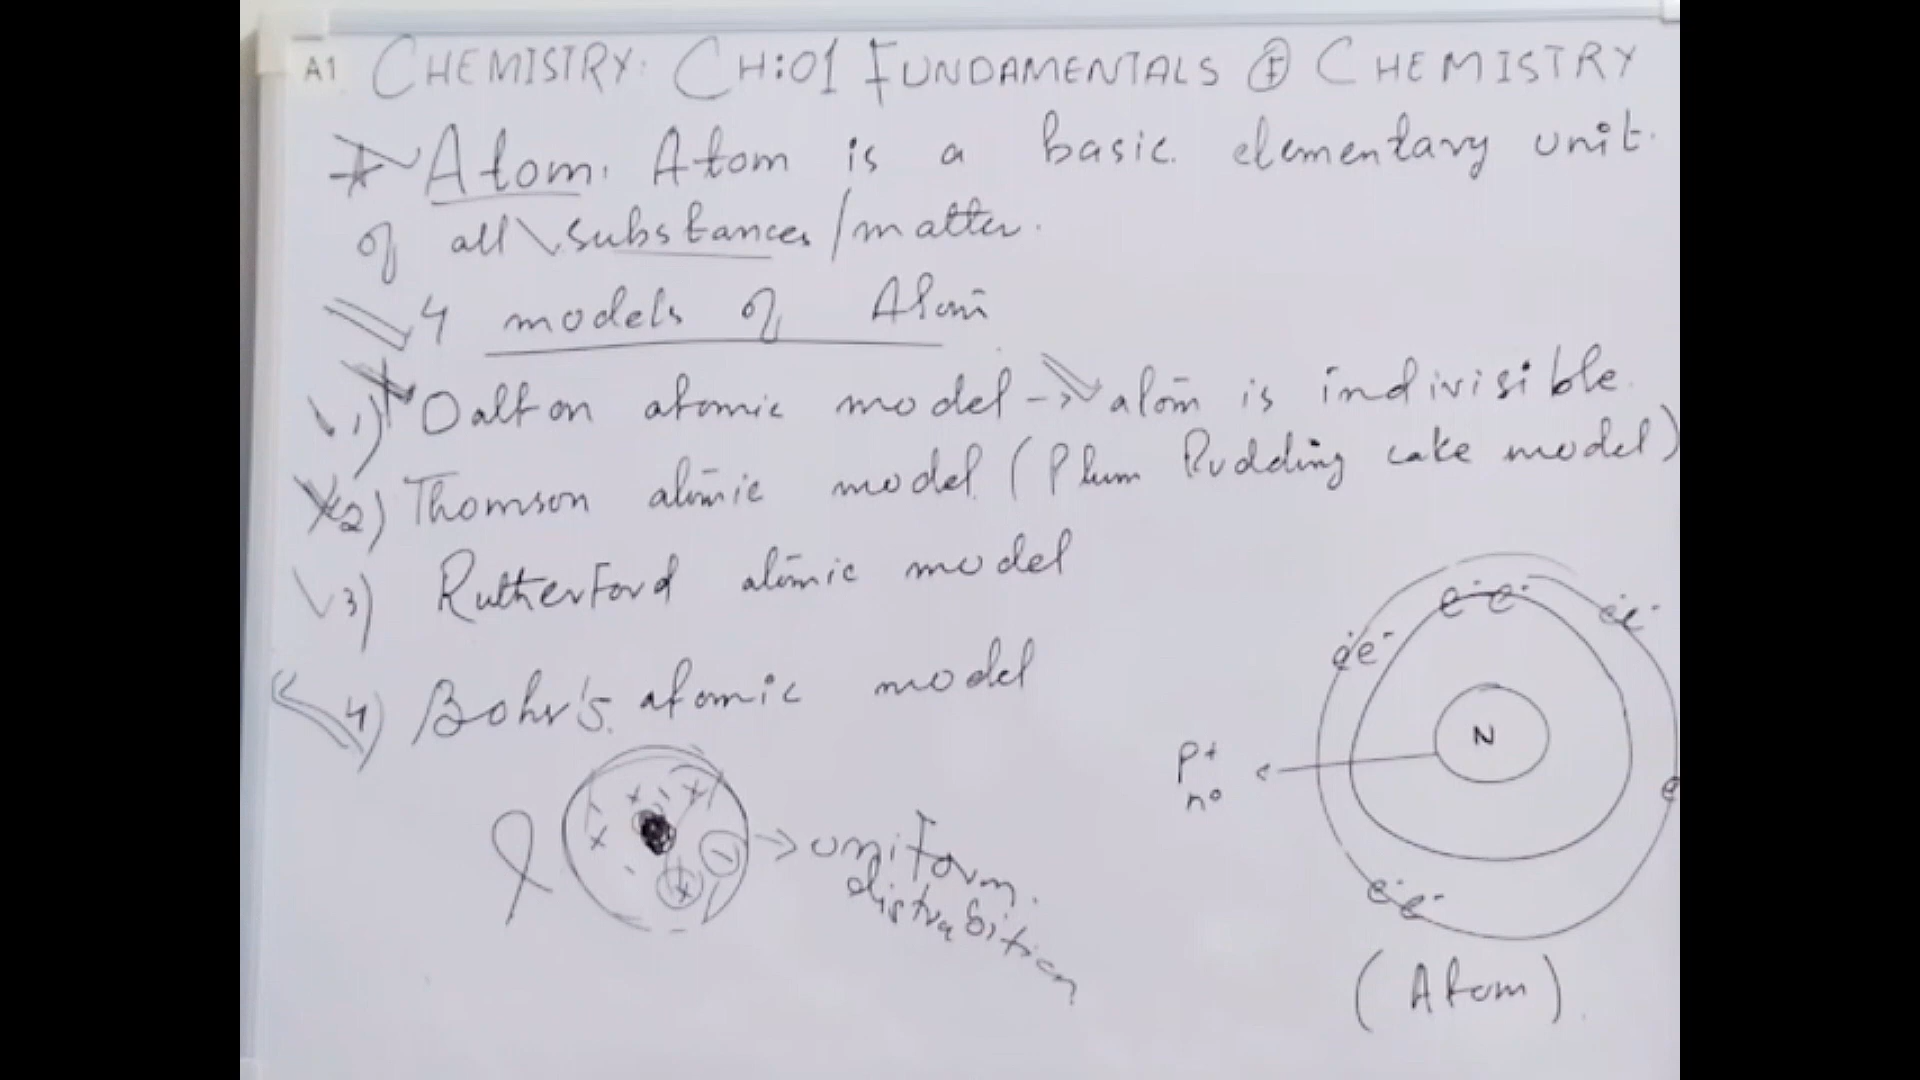 A1 CHEMISTRY: CH:01 FUNDAMENTALS OF CHEMISTRY
Atom. Atom is a basic elementary unit.
of all substances/matter.
4 models of Atom
1) Dalton atomic model -> atom is indivisible.
2) Thomson atomic model (Plum Pudding cake model)
3) Rutherford atomic model
4) Bohr's atomic model
e- e-
e- e-
e- e-
N
P+
n°
e
e- e-
x x x x
- -
-> uniform
distrabition
(Atom)